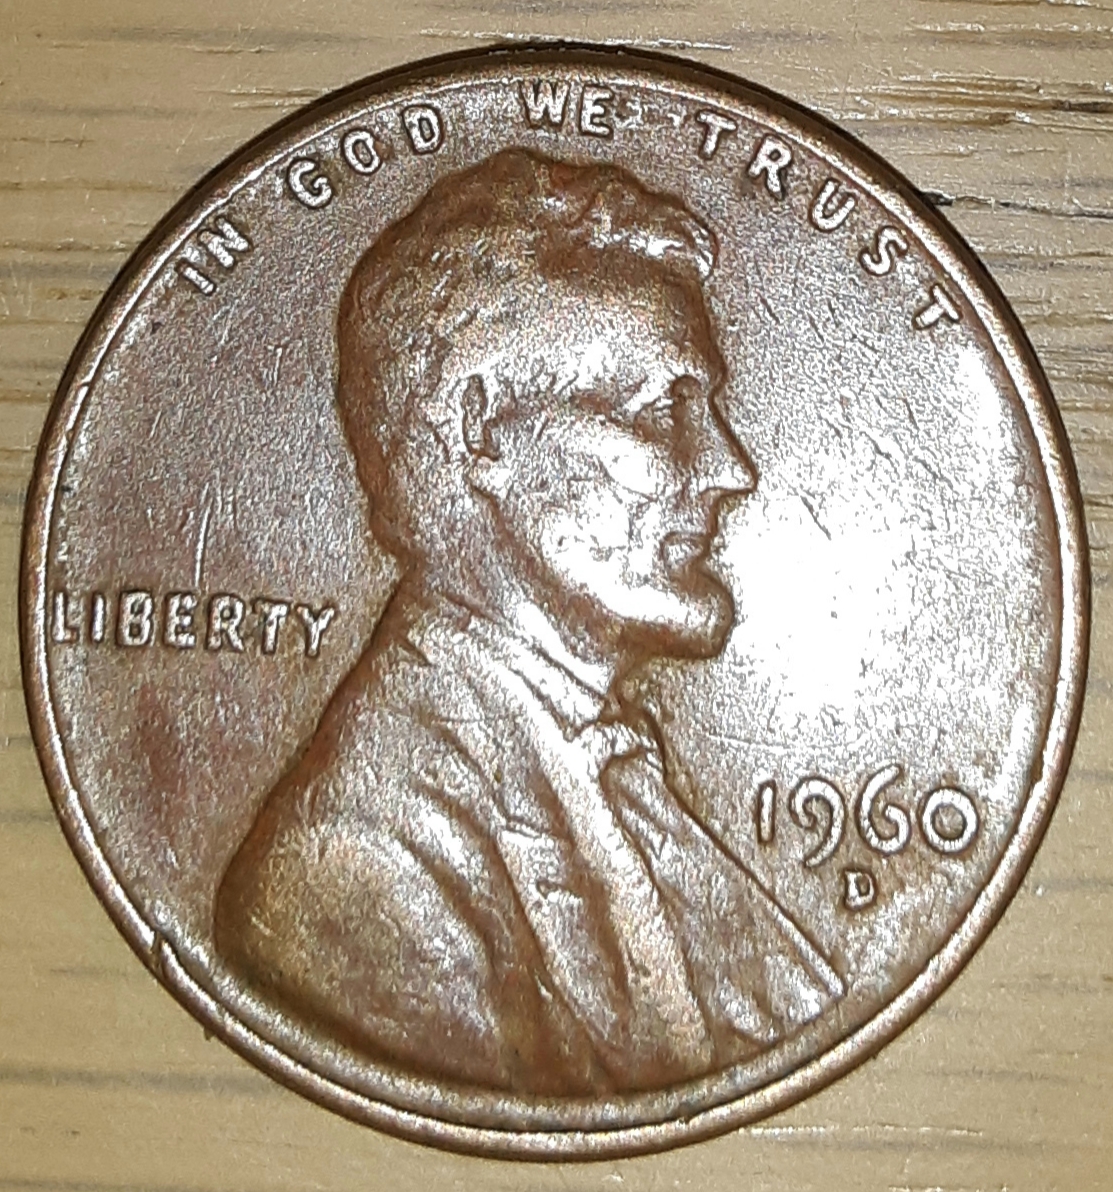 IN GOD WE TRUST
LIBERTY
1960
D